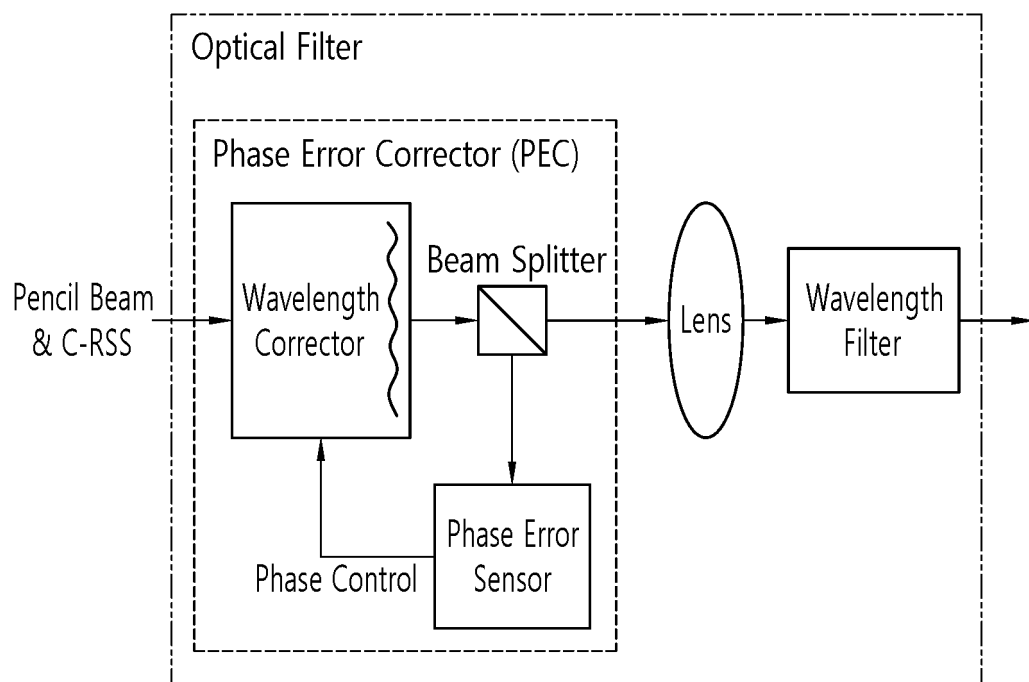 Optical Filter
Phase Error Corrector (PEC)
Beam Splitter
Pencil Beam
& C-RSS
Wavelength
Corrector
Lens
Wavelength
Filter
Phase Error
Sensor
Phase Control